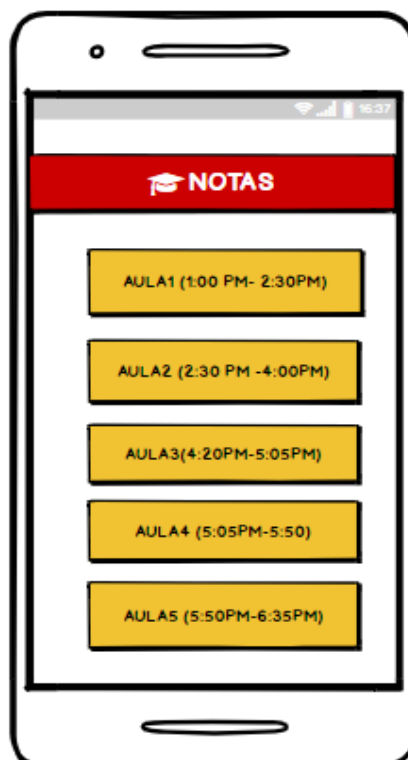 16:37
NOTAS
AULA1 (1:00 PM- 2:30PM)
AULA2 (2:30 PM -4:00PM)
AULA3(4:20PM-5:05PM)
AULA4 (5:05PM-5:50)
AULA5 (5:50PM-6:35PM)